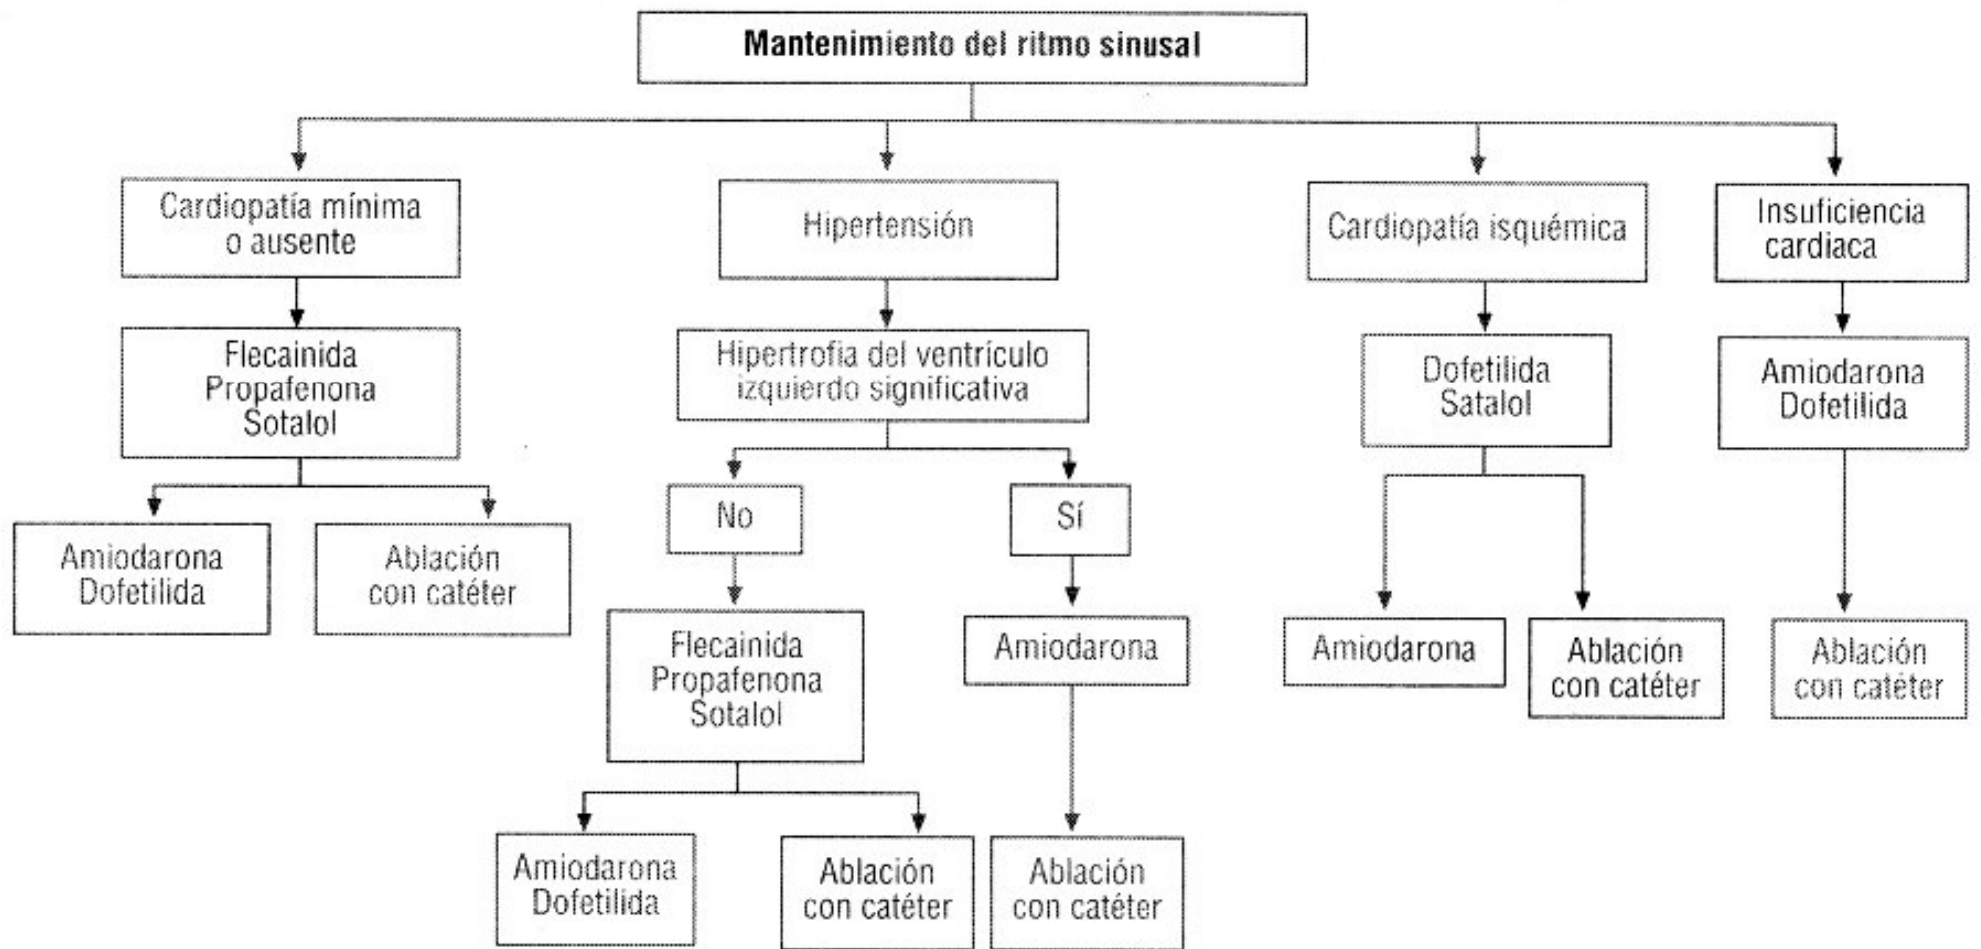 Mantenimiento del ritmo sinusal
Cardiopatía mínima
o ausente
Hipertensión
Cardiopatía isquémica
Insuficiencia
cardiaca
Flecainida
Propafenona
Sotalol
Hipertrofia del ventrículo
izquierdo significativa
Dofetilida
Satalol
Amiodarona
Dofetilida
No
Sí
Amiodarona
Dofetilida
Ablación
con catéter
Flecainida
Propafenona
Sotalol
Amiodarona
Amiodarona
Ablación
con catéter
Ablación
con catéter
Amiodarona
Dofetilida
Ablación
con catéter
Ablación
con catéter